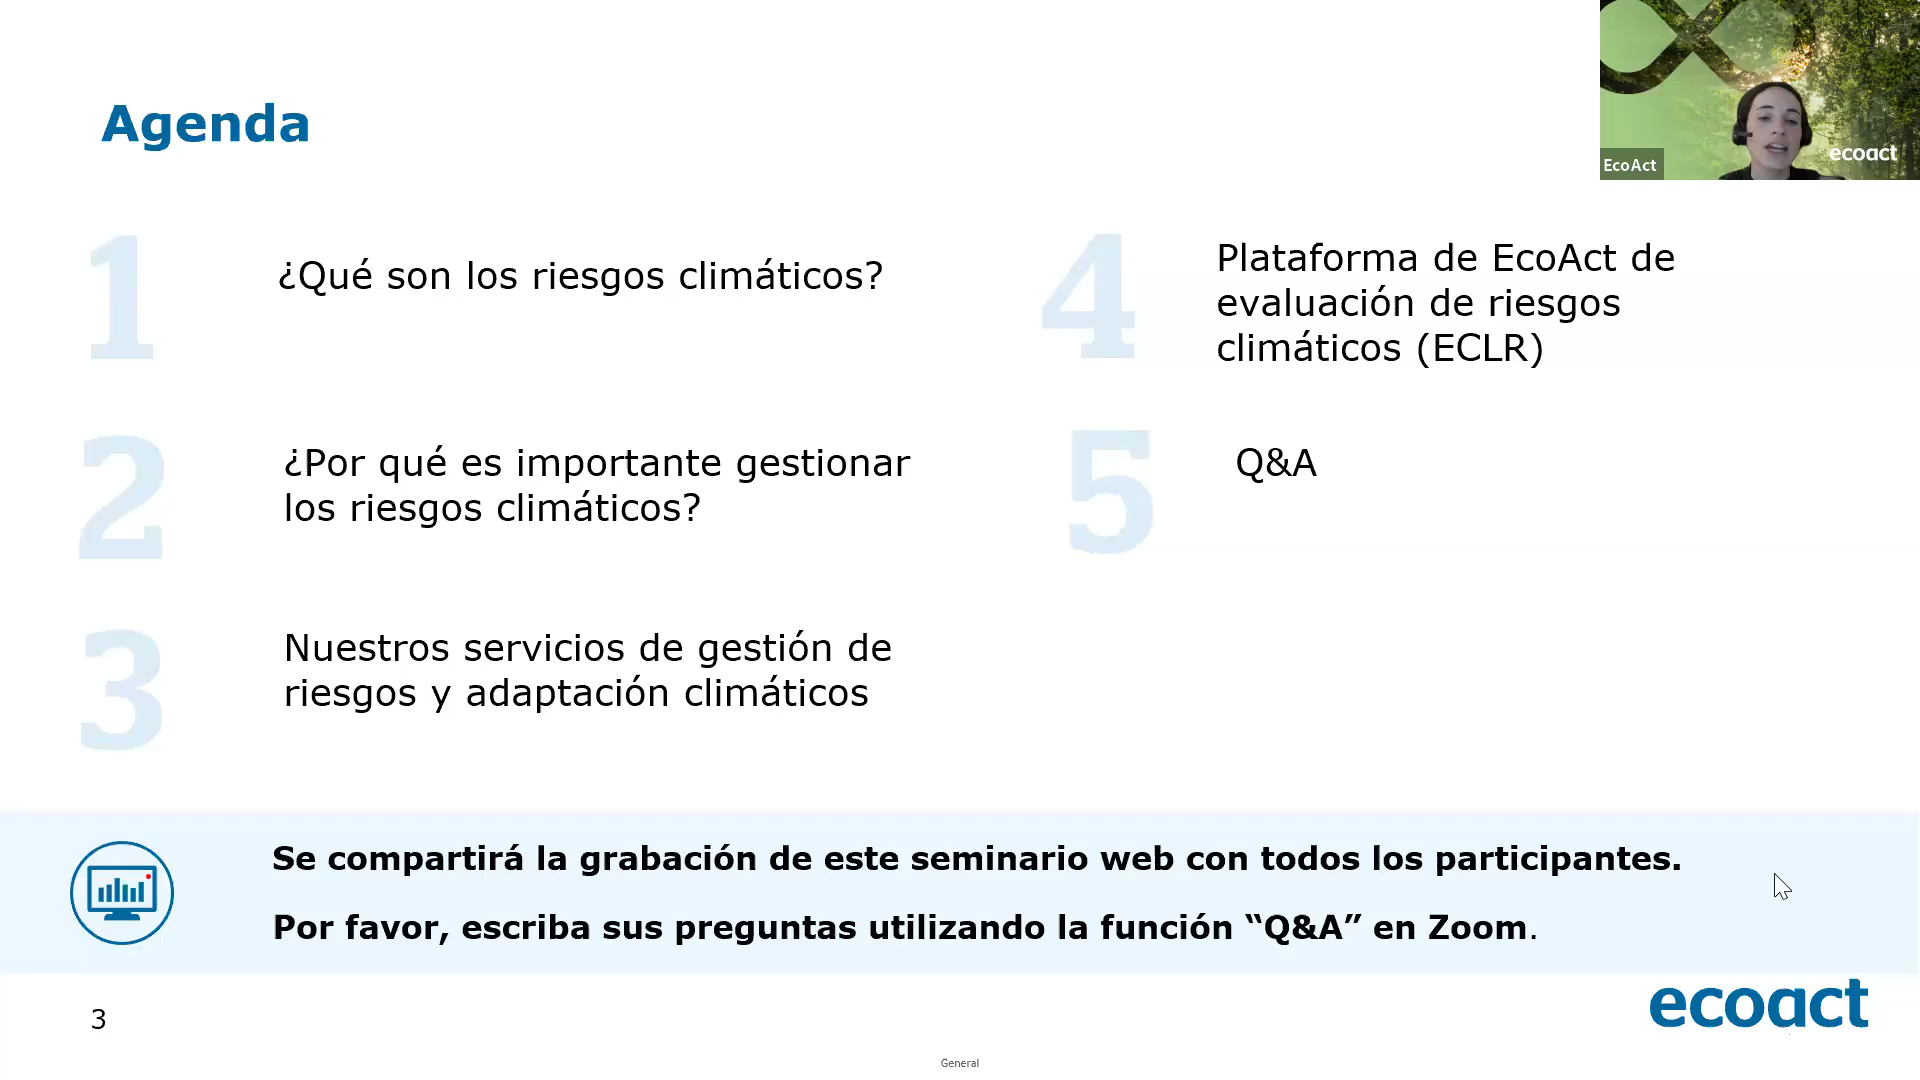 Agenda
ecoact
EcoAct
1
¿Qué son los riesgos climáticos?
2
¿Por qué es importante gestionar
los riesgos climáticos?
3
Nuestros servicios de gestión de
riesgos y adaptación climáticos
4
Plataforma de EcoAct de
evaluación de riesgos
climáticos (ECLR)
5
Q&A
Se compartirá la grabación de este seminario web con todos los participantes.
Por favor, escriba sus preguntas utilizando la función “Q&A” en Zoom.
3
ecoact
General